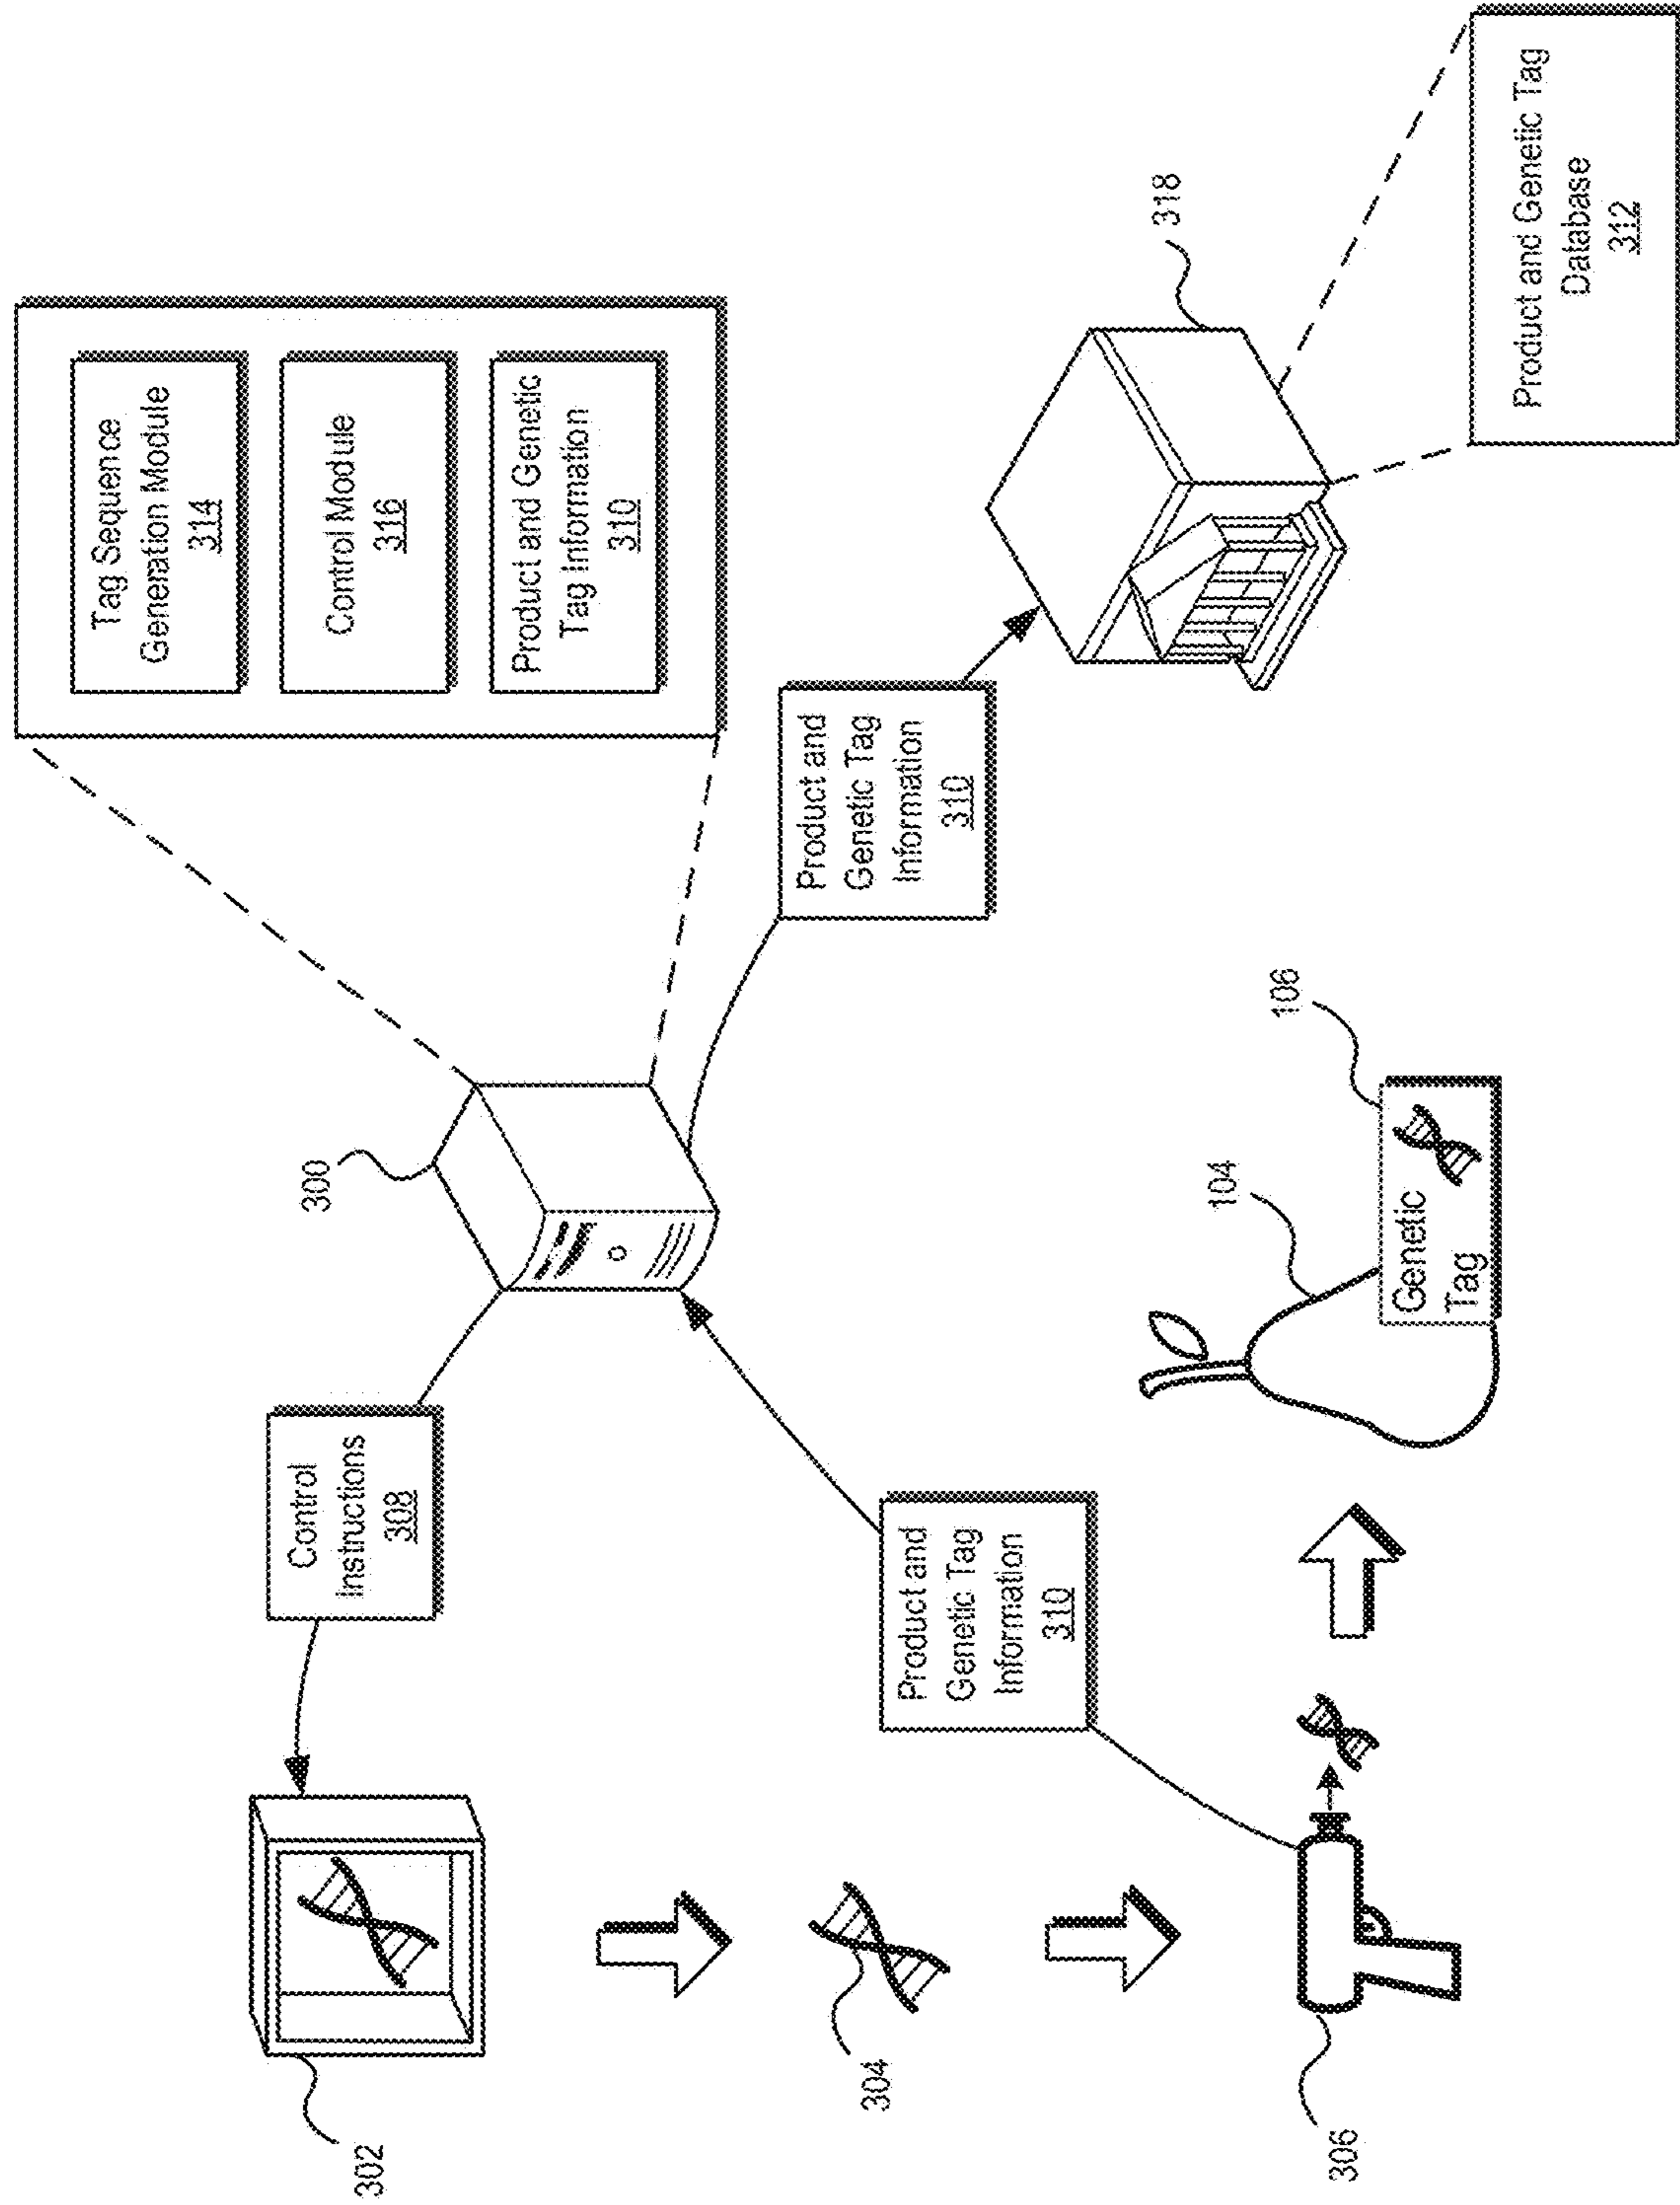 302
Control
Instructions
308
300
Tag Sequence
Generation Module
314
Control Module
316
Product and Genetic
Tag Information
310
304
Product and
Genetic Tag
Information
310
Product and
Genetic Tag
Information
310
318
306
104
106
Genetic
Tag
Product and Genetic Tag
Database
312